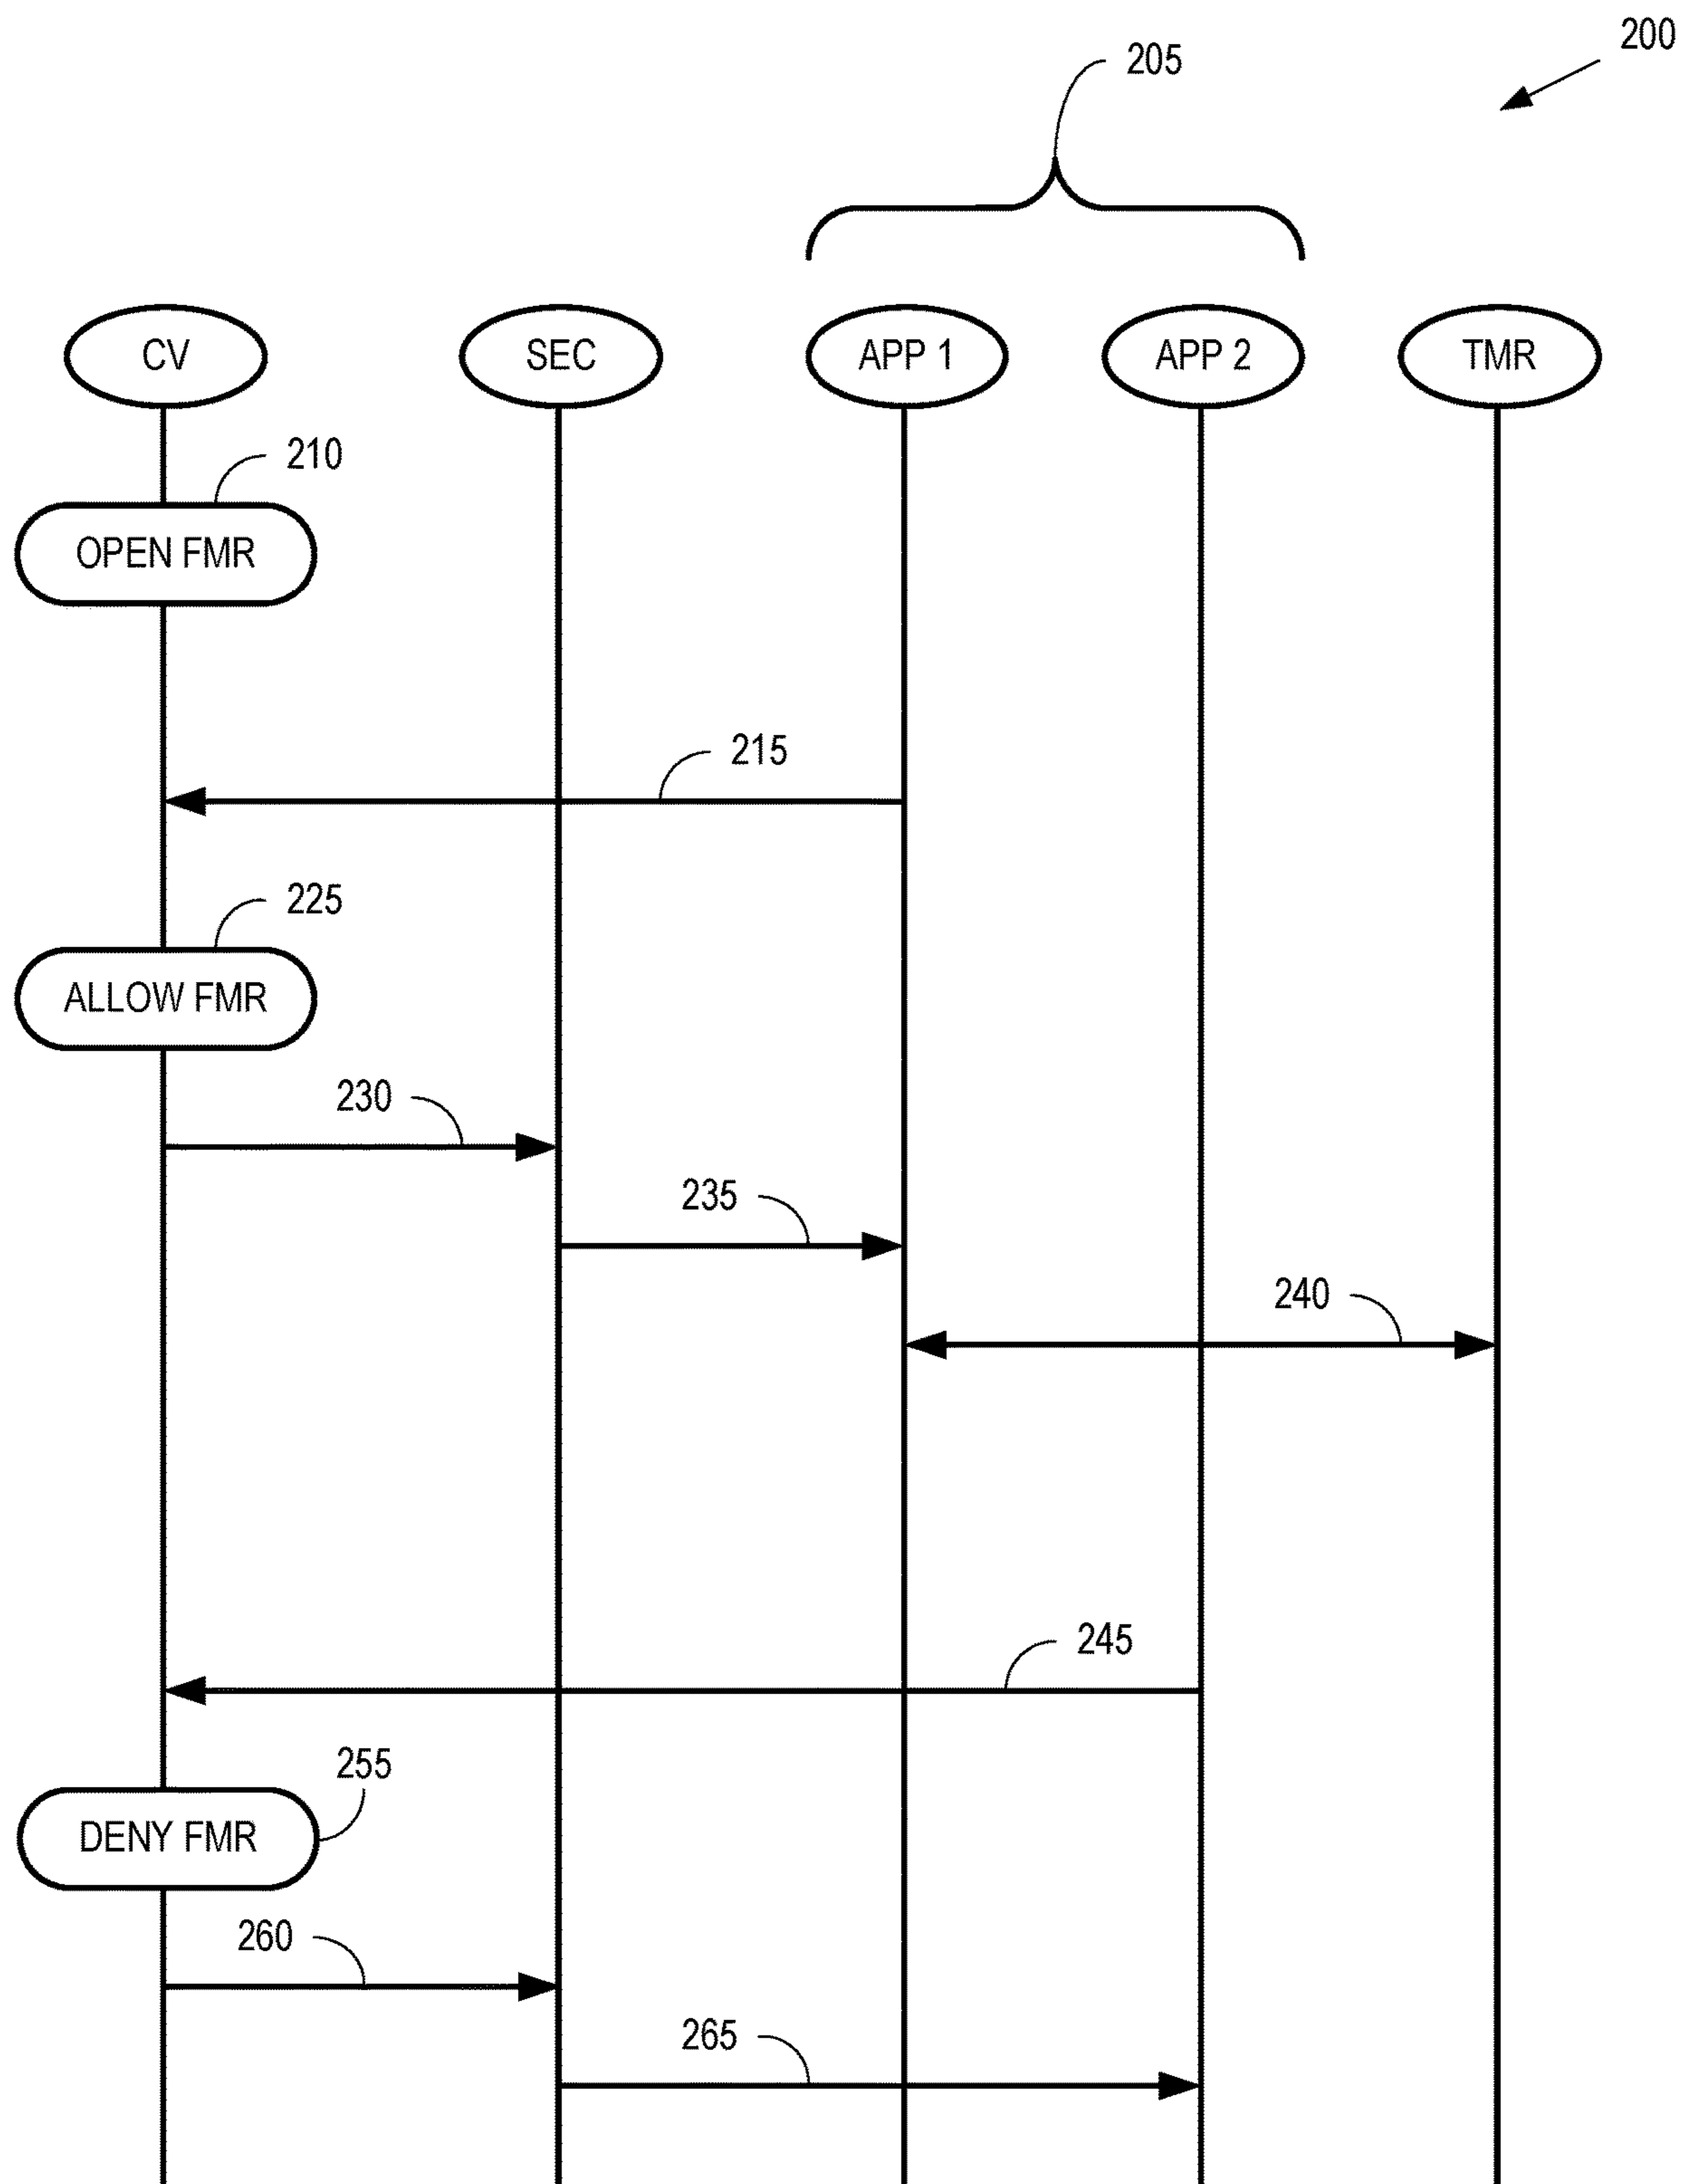 200
205
CV
SEC
APP 1
APP 2
TMR
210
OPEN FMR
215
225
ALLOW FMR
230
235
240
245
255
DENY FMR
260
265